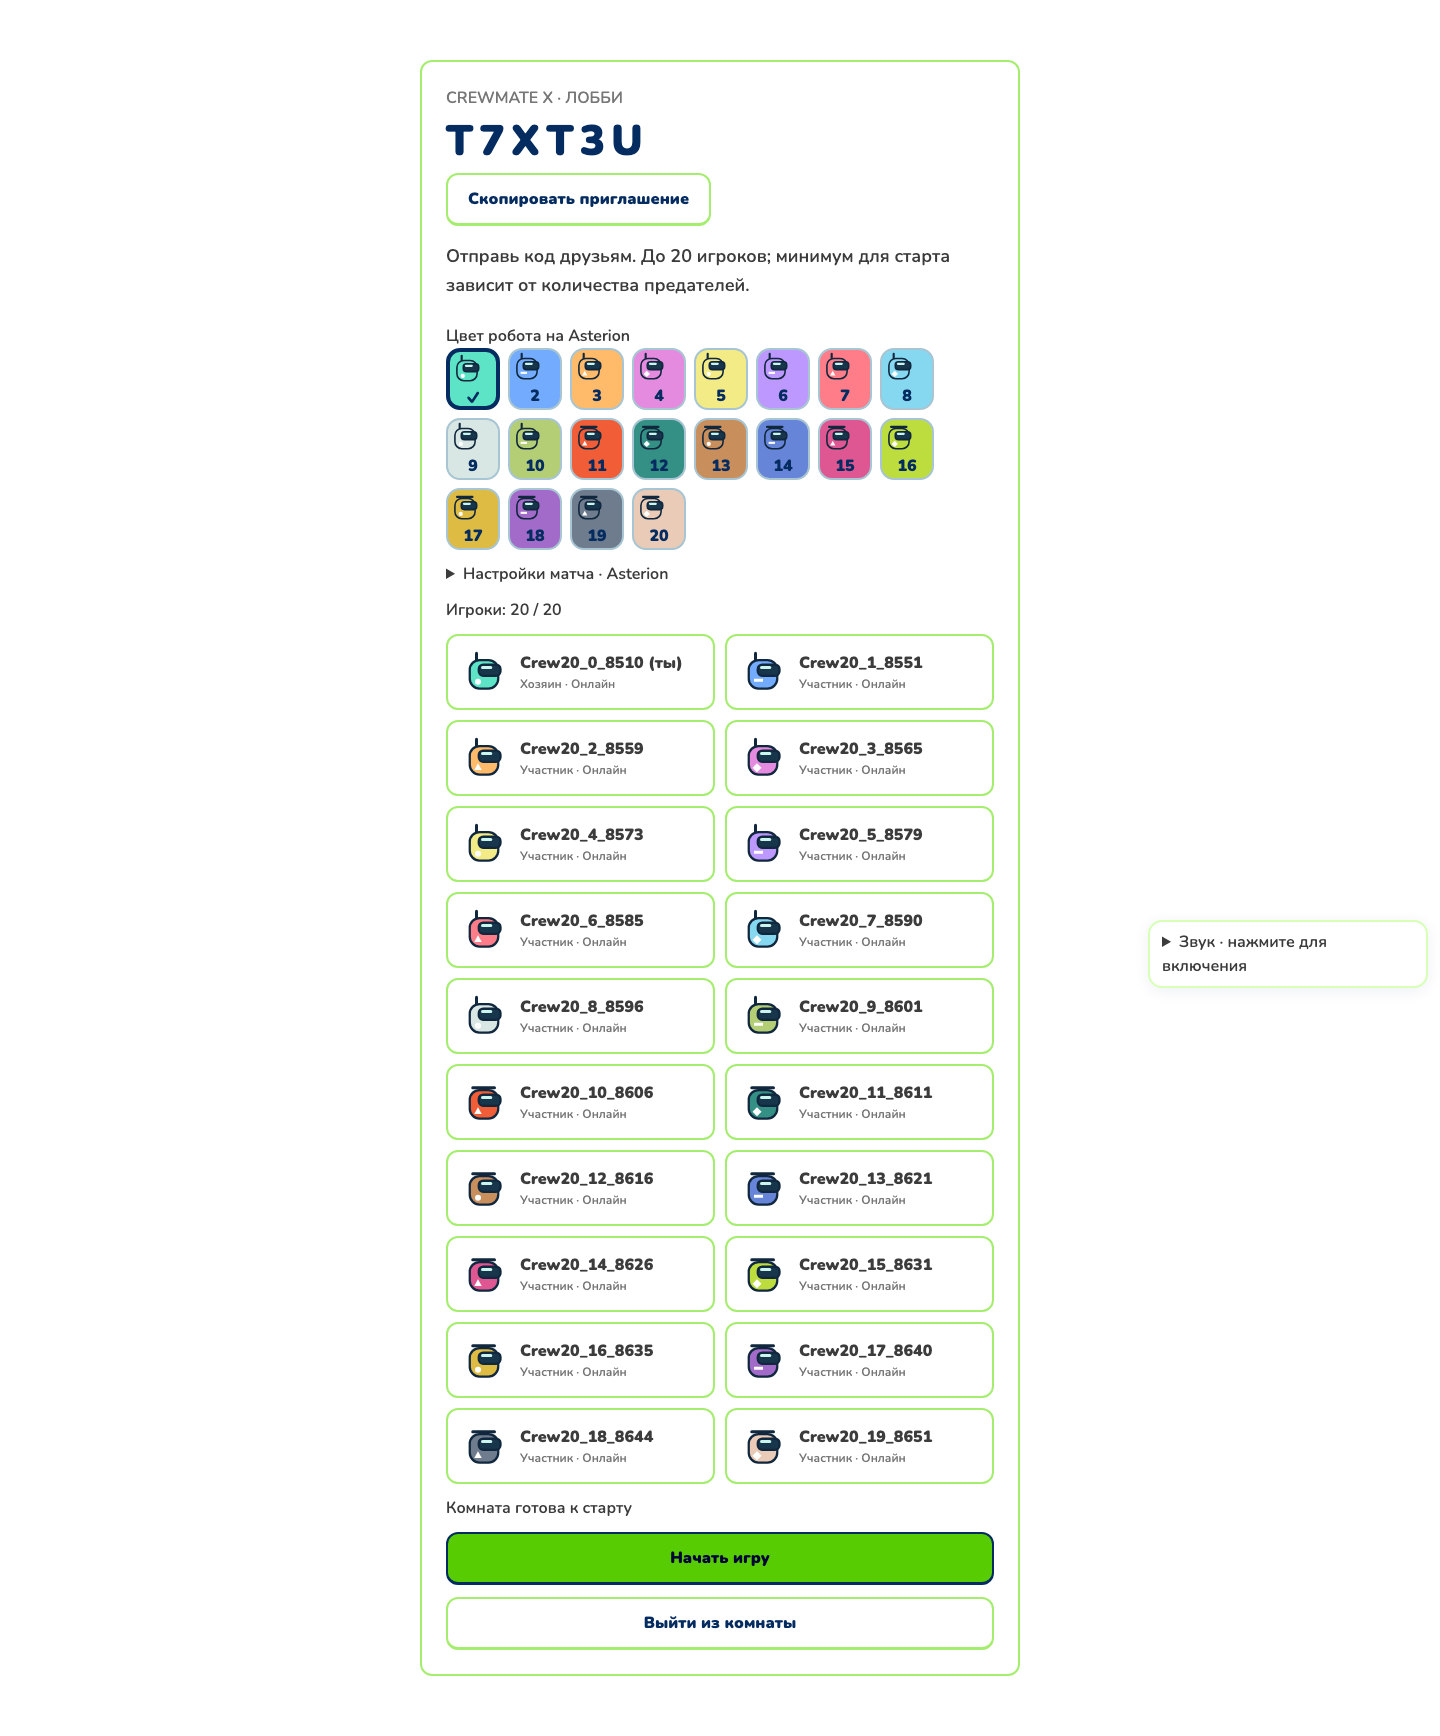 CREWMATE X · ЛОББИ
T7XT3U
Скопировать приглашение
Отправь код друзьям. До 20 игроков; минимум для старта
зависит от количества предателей.
Цвет робота на Asterion
✓ 2 3 4 5 6 7 8
9 10 11 12 13 14 15 16
17 18 19 20
▶ Настройки матча · Asterion
Игроки: 20 / 20
Crew20_0_8510 (ты)
Хозяин · Онлайн
Crew20_1_8551
Участник · Онлайн
Crew20_2_8559
Участник · Онлайн
Crew20_3_8565
Участник · Онлайн
Crew20_4_8573
Участник · Онлайн
Crew20_5_8579
Участник · Онлайн
Crew20_6_8585
Участник · Онлайн
Crew20_7_8590
Участник · Онлайн
Crew20_8_8596
Участник · Онлайн
Crew20_9_8601
Участник · Онлайн
Crew20_10_8606
Участник · Онлайн
Crew20_11_8611
Участник · Онлайн
Crew20_12_8616
Участник · Онлайн
Crew20_13_8621
Участник · Онлайн
Crew20_14_8626
Участник · Онлайн
Crew20_15_8631
Участник · Онлайн
Crew20_16_8635
Участник · Онлайн
Crew20_17_8640
Участник · Онлайн
Crew20_18_8644
Участник · Онлайн
Crew20_19_8651
Участник · Онлайн
Комната готова к старту
Начать игру
Выйти из комнаты
▶ Звук · нажмите для
включения